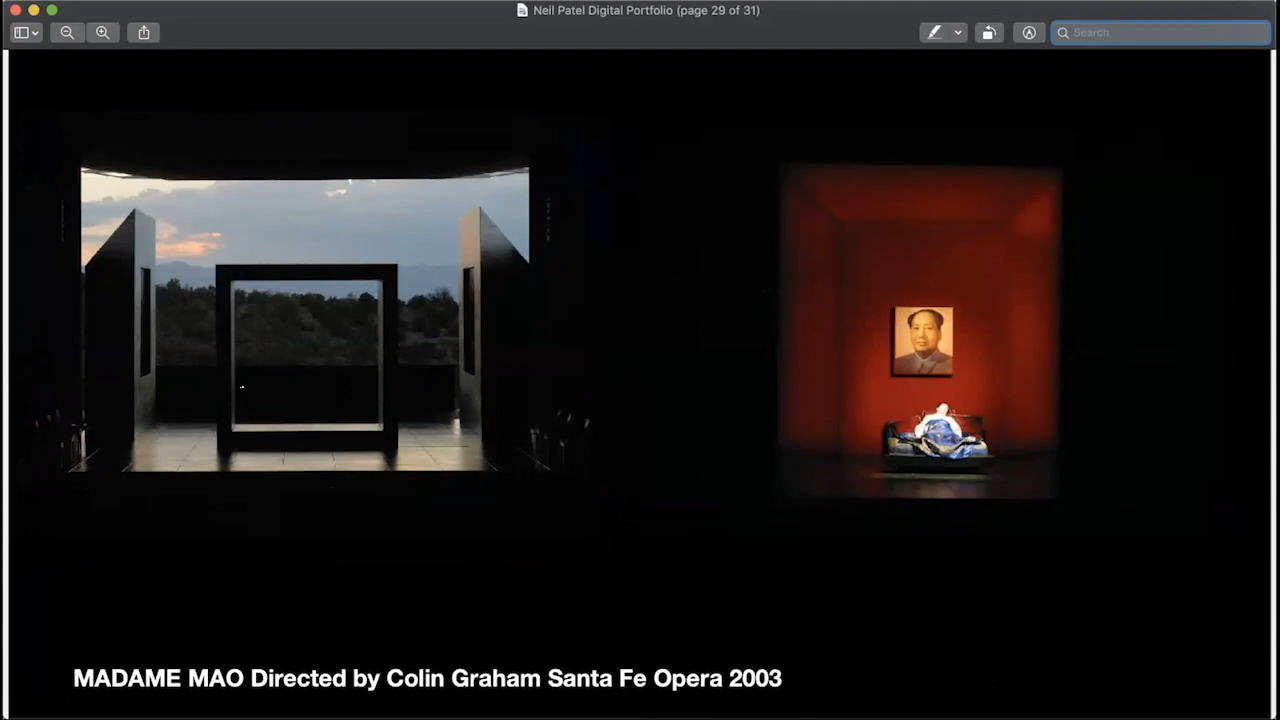 Neil Patel Digital Portfolio (page 29 of 31)
Search
MADAME MAO Directed by Colin Graham Santa Fe Opera 2003